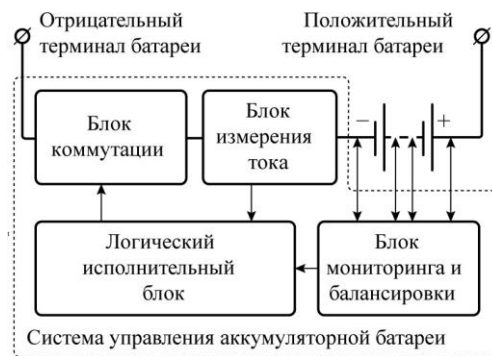 Отрицательный
терминал батареи
Положительный
терминал батареи
Блок
коммутации
Блок
измерения
тока
− +
Логический
исполнительный
блок
Блок
мониторинга и
балансировки
Система управления аккумуляторной батареи